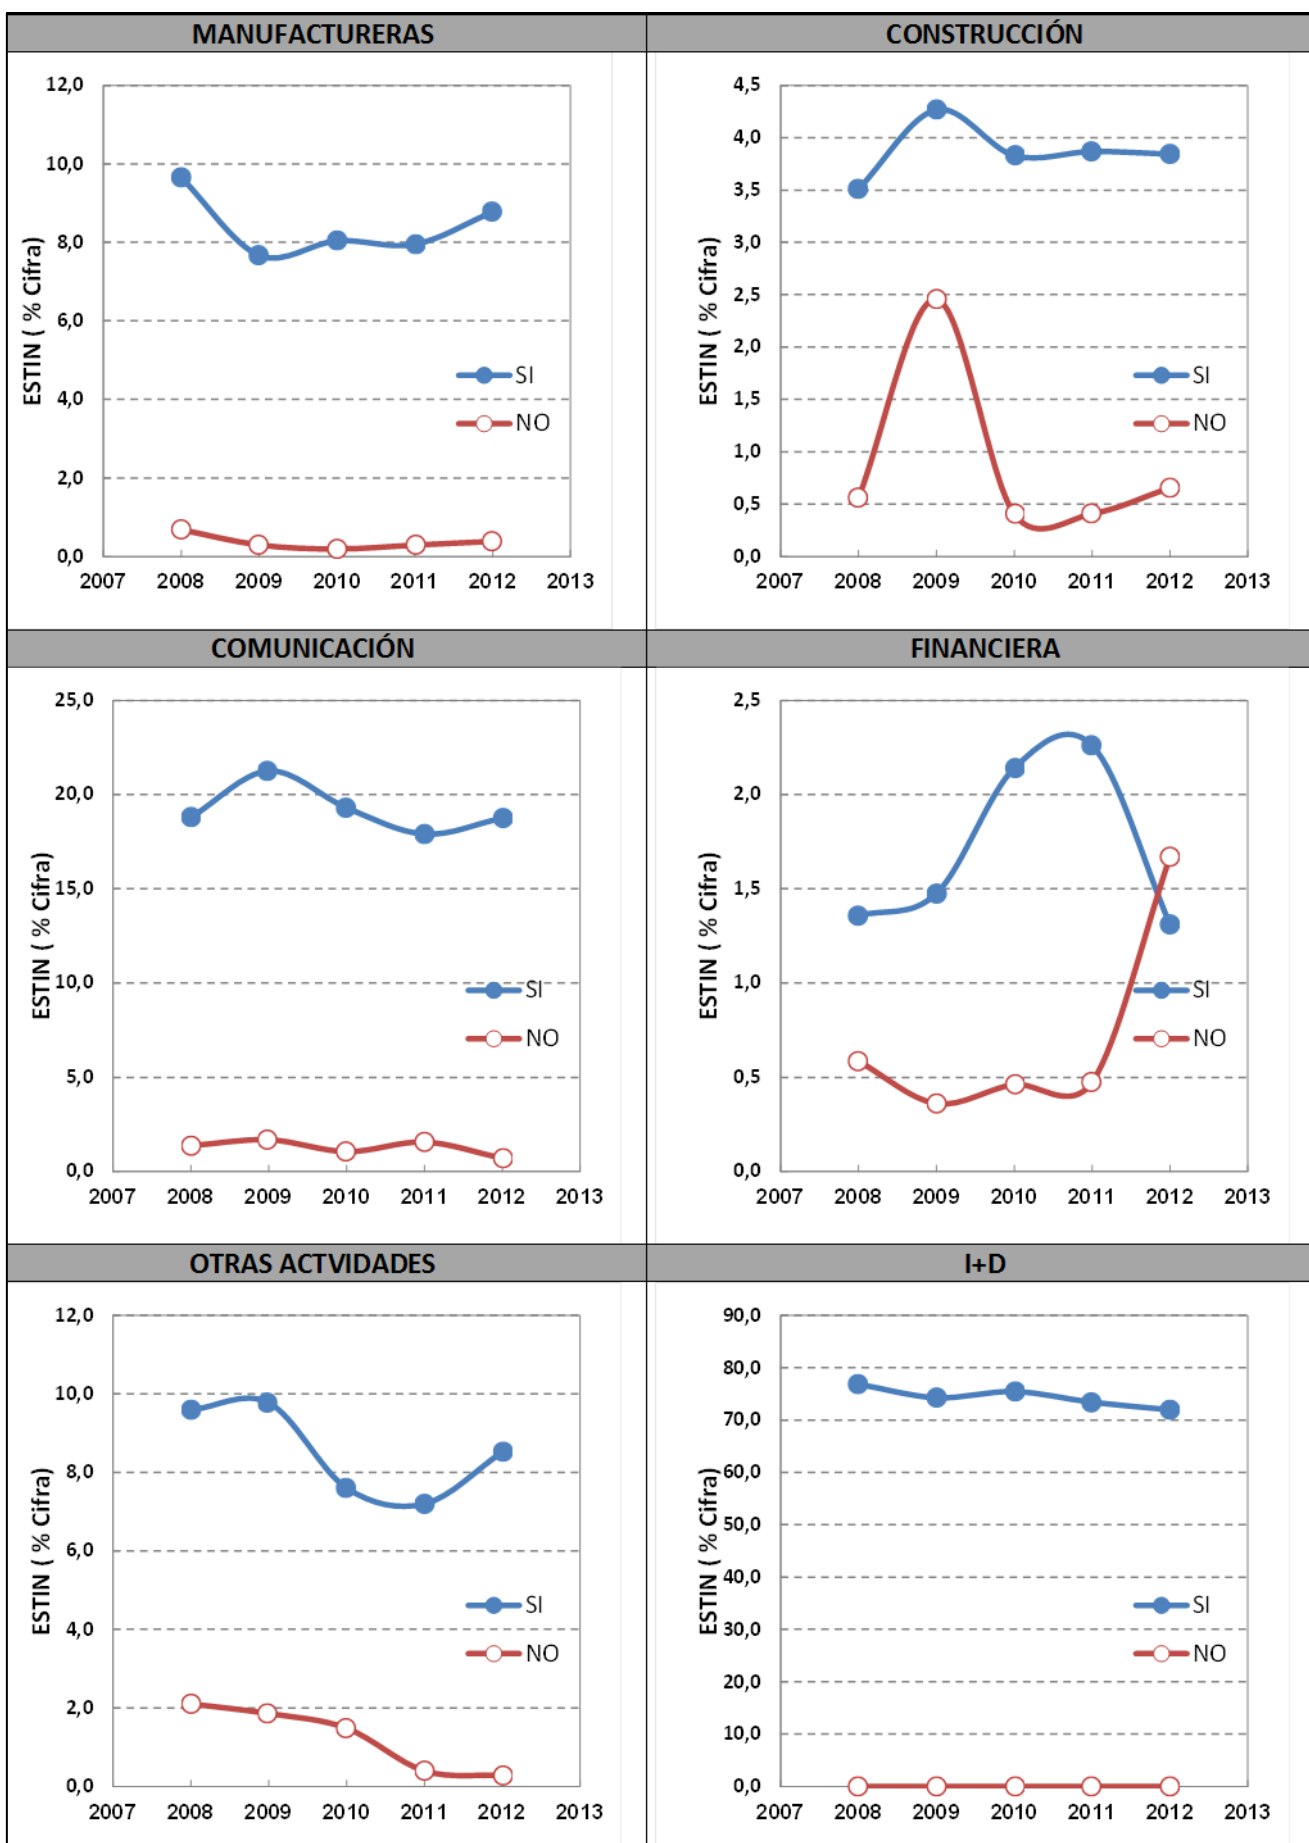 MANUFACTURERAS
12,0
10,0
8,0
6,0
4,0
2,0
0,0
ESTIN ( % Cifra)
SI
NO
2007 2008 2009 2010 2011 2012 2013
CONSTRUCCIÓN
4,5
4,0
3,5
3,0
2,5
2,0
1,5
1,0
0,5
0,0
ESTIN ( % Cifra)
SI
NO
2007 2008 2009 2010 2011 2012 2013
COMUNICACIÓN
25,0
20,0
15,0
10,0
5,0
0,0
ESTIN ( % Cifra)
SI
NO
2007 2008 2009 2010 2011 2012 2013
FINANCIERA
2,5
2,0
1,5
1,0
0,5
0,0
ESTIN ( % Cifra)
SI
NO
2007 2008 2009 2010 2011 2012 2013
OTRAS ACTVIDADES
12,0
10,0
8,0
6,0
4,0
2,0
0,0
ESTIN ( % Cifra)
SI
NO
2007 2008 2009 2010 2011 2012 2013
I+D
90,0
80,0
70,0
60,0
50,0
40,0
30,0
20,0
10,0
0,0
ESTIN ( % Cifra)
SI
NO
2007 2008 2009 2010 2011 2012 2013